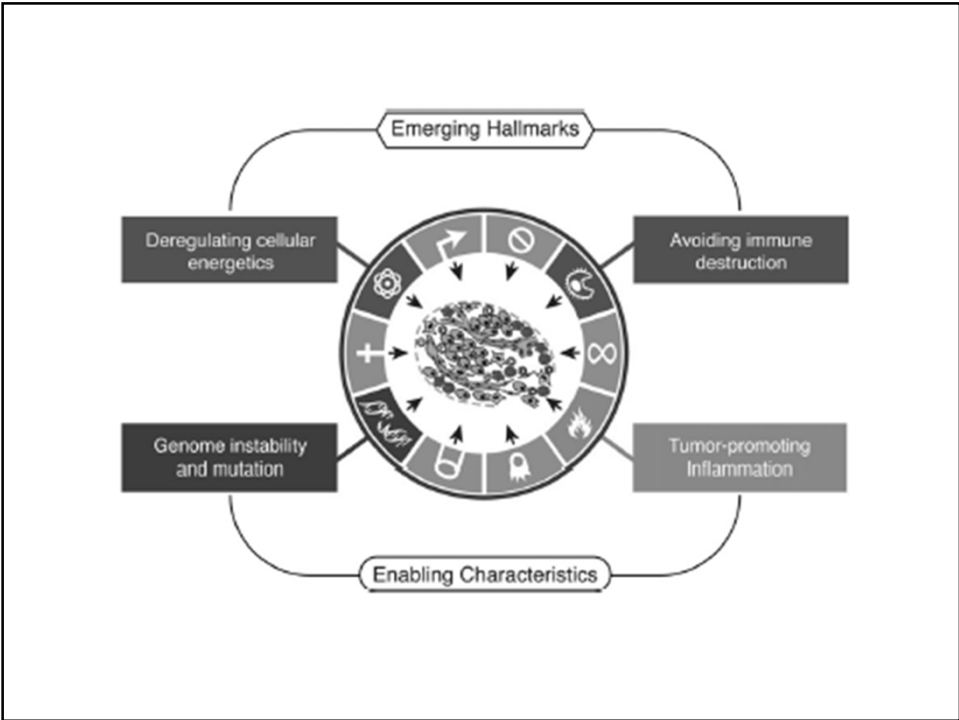 Emerging Hallmarks
Deregulating cellular
energetics
Avoiding immune
destruction
Genome instability
and mutation
Tumor-promoting
Inflammation
Enabling Characteristics